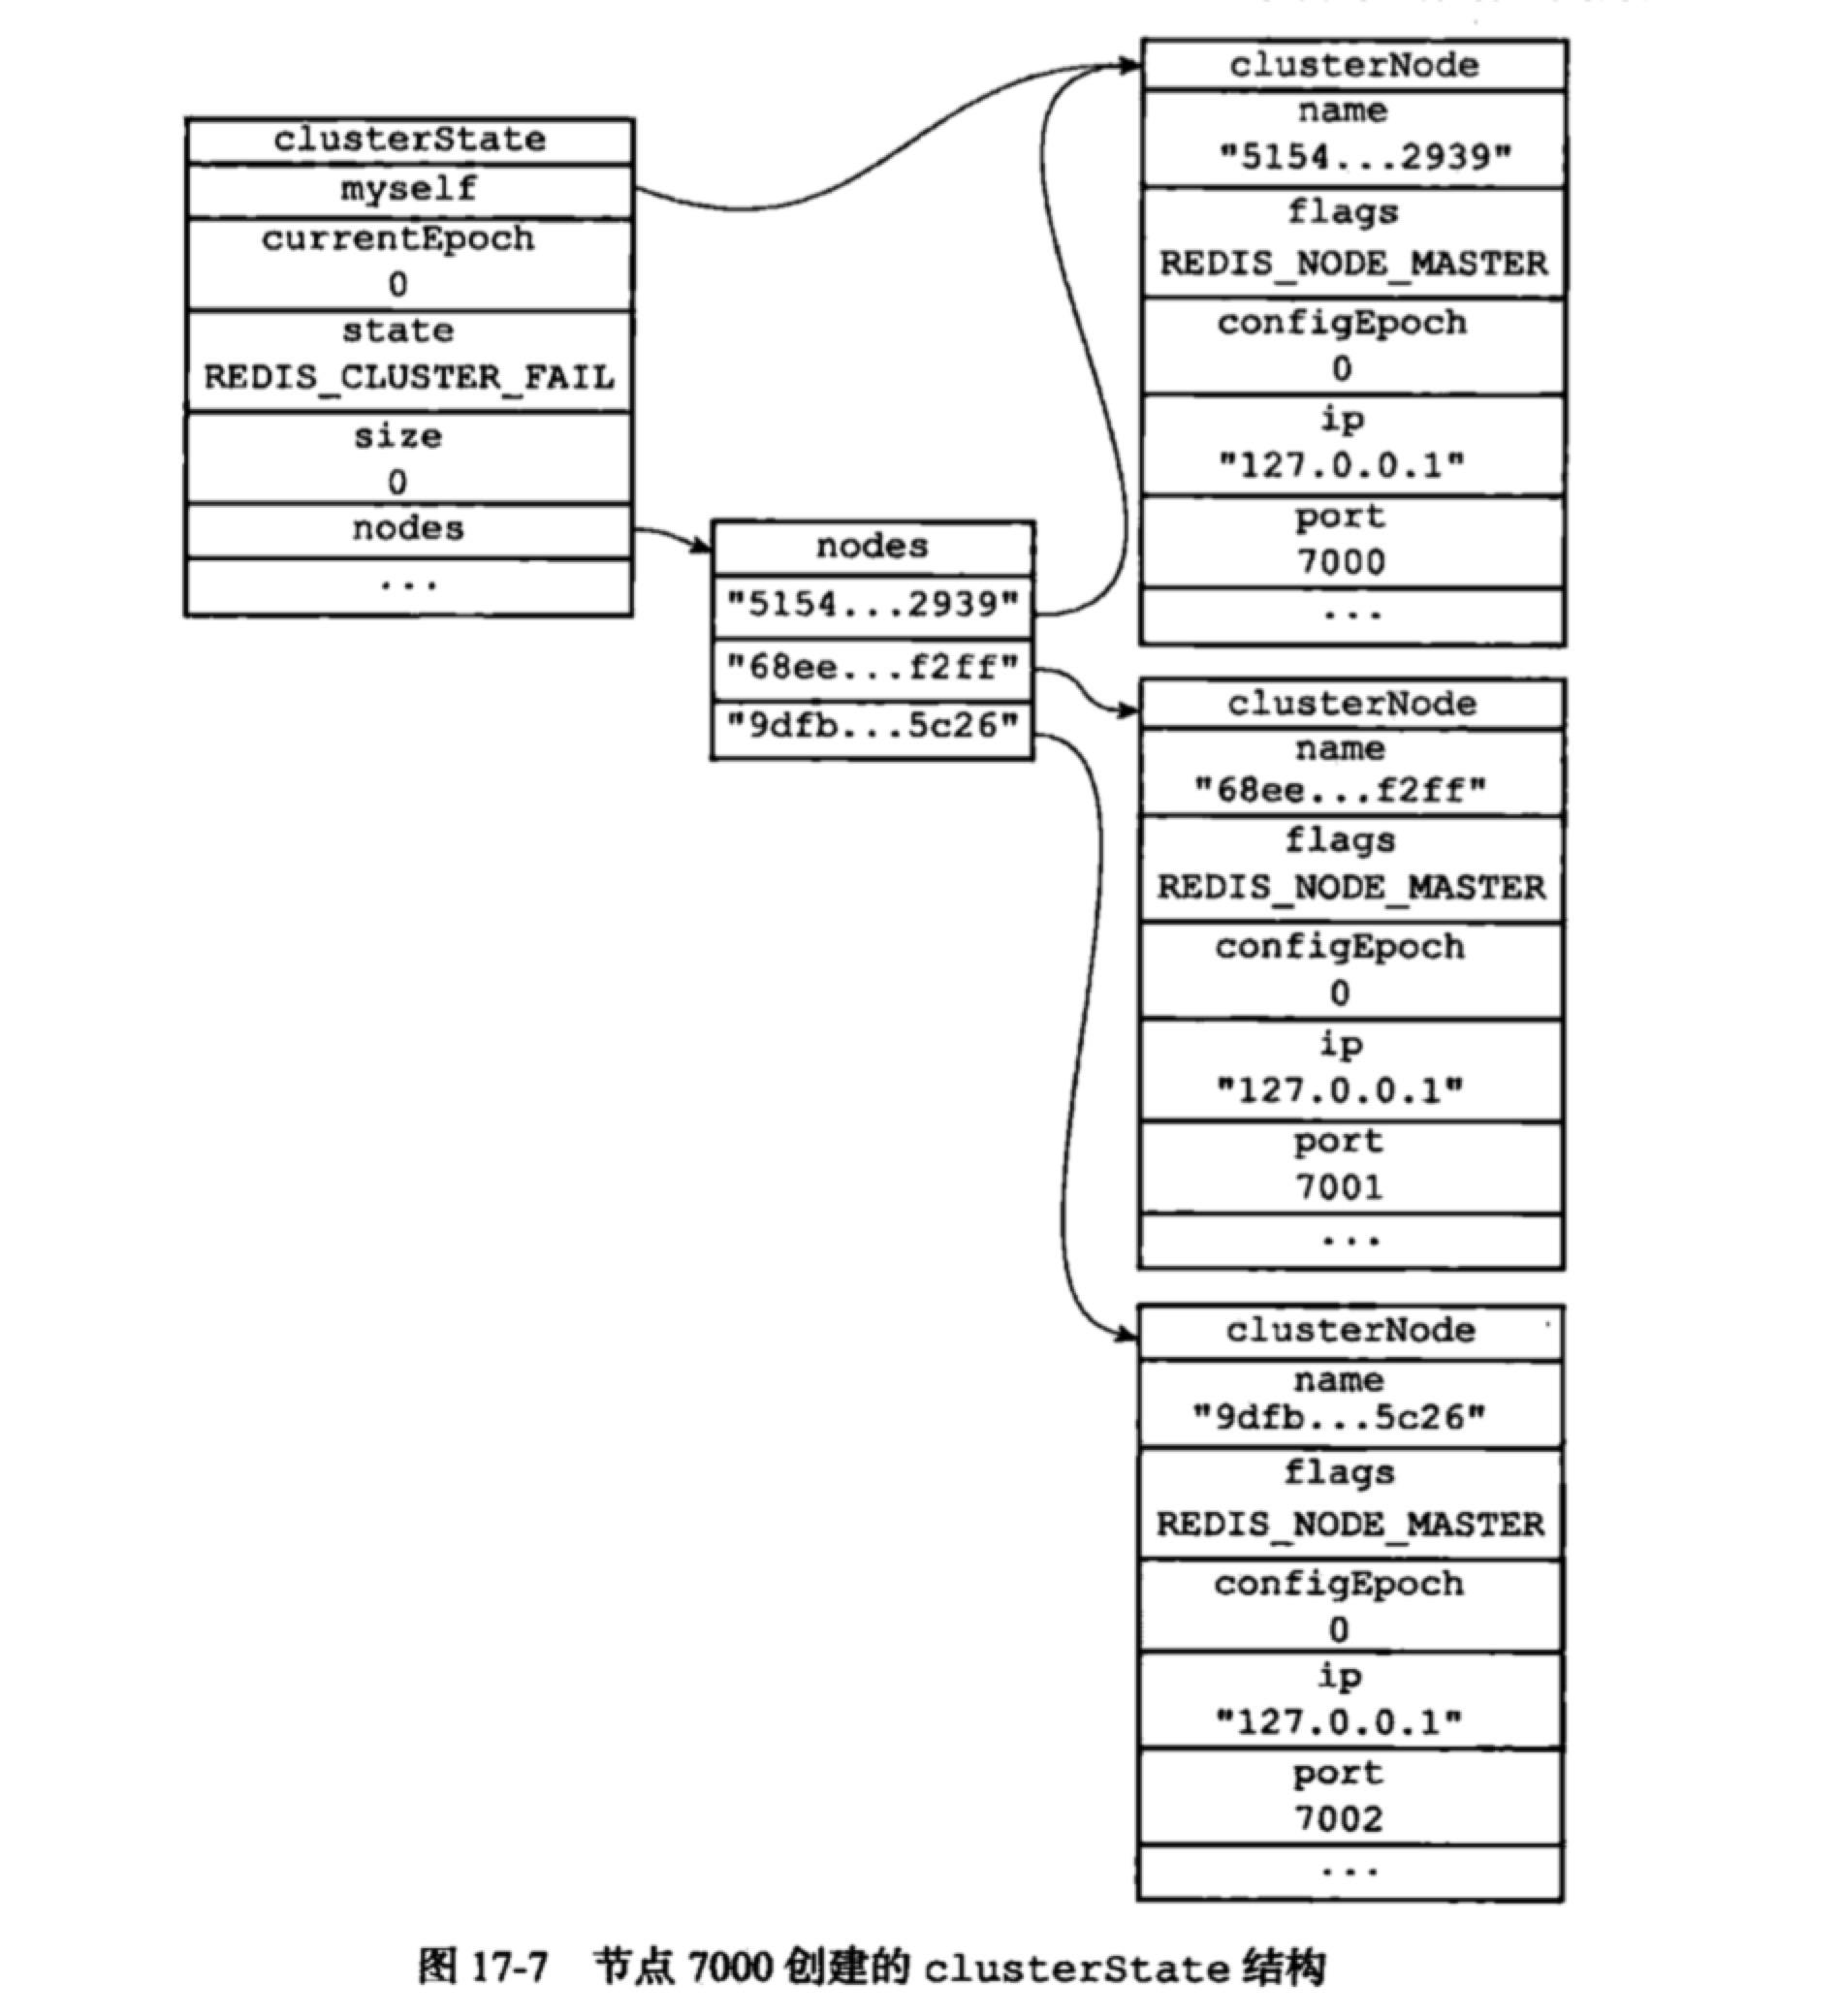 clusterState
myself
currentEpoch
0
state
REDIS_CLUSTER_FAIL
size
0
nodes
...
nodes
"5154...2939"
"68ee...f2ff"
"9dfb...5c26"
clusterNode
name
"5154...2939"
flags
REDIS_NODE_MASTER
configEpoch
0
ip
"127.0.0.1"
port
7000
...
clusterNode
name
"68ee...f2ff"
flags
REDIS_NODE_MASTER
configEpoch
0
ip
"127.0.0.1"
port
7001
...
clusterNode
name
"9dfb...5c26"
flags
REDIS_NODE_MASTER
configEpoch
0
ip
"127.0.0.1"
port
7002
...
图 17-7 节点 7000 创建的 clusterState 结构